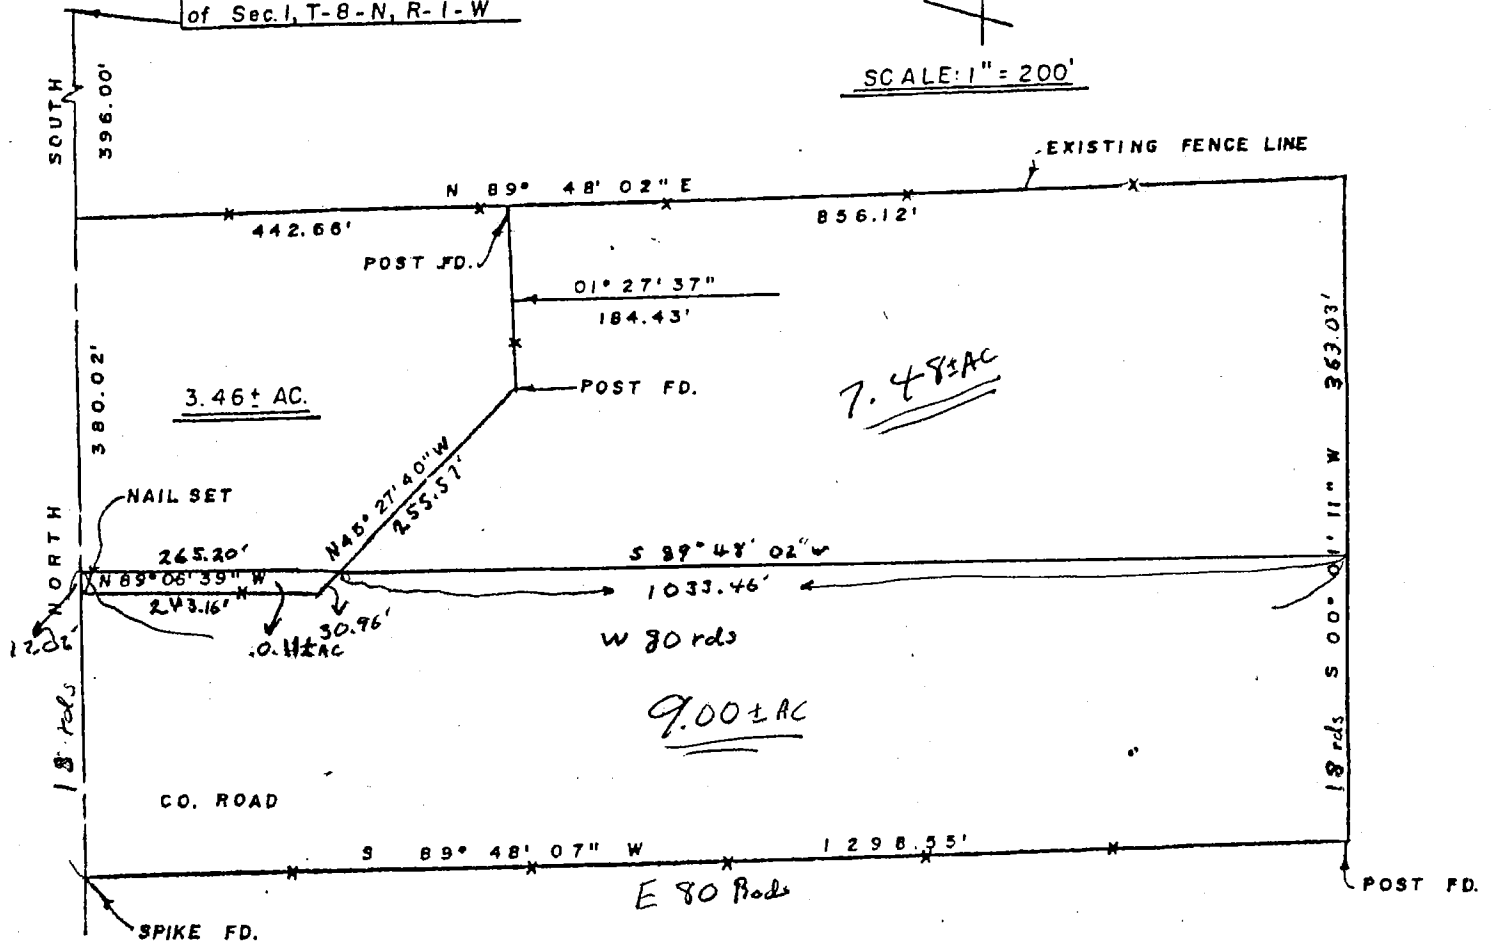 of Sec. 1, T-8-N, R-1-W
SCALE: 1" = 200'
SOUTH
396.00'
EXISTING FENCE LINE
N 89° 48' 02" E
442.66'
856.12'
POST FD.
01° 27' 37"
184.43'
363.03'
380.02'
3.46± AC.
POST FD.
7.48±AC
N45° 27' 40" W
255.57'
NAIL SET
NORTH
265.20'
S 89° 48' 02" W
N 89° 06' 39" W
1033.46'
243.16'
30.96'
12.02'
0.11±AC
W 80 rds
S 00° 01' 11" W
18 rds
9.00 ± AC
18 rds
CO. ROAD
S 89° 48' 07" W
1298.55'
E 80 Rods
POST FD.
SPIKE FD.